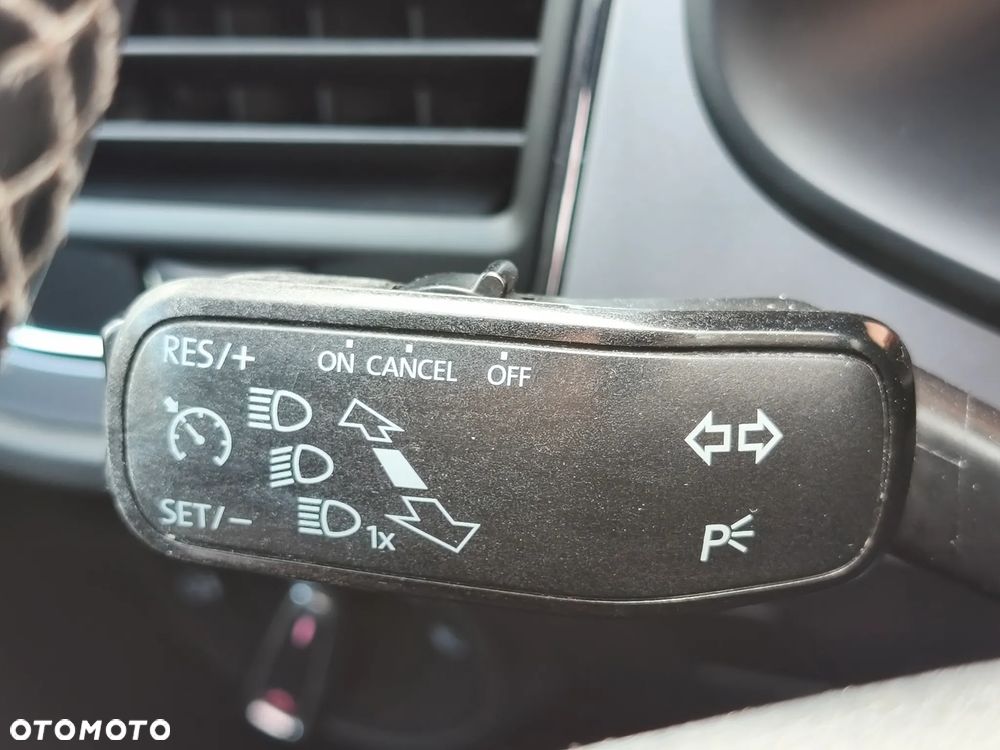 RES/+ ON CANCEL OFF
SET/− 1x P
OTOMOTO